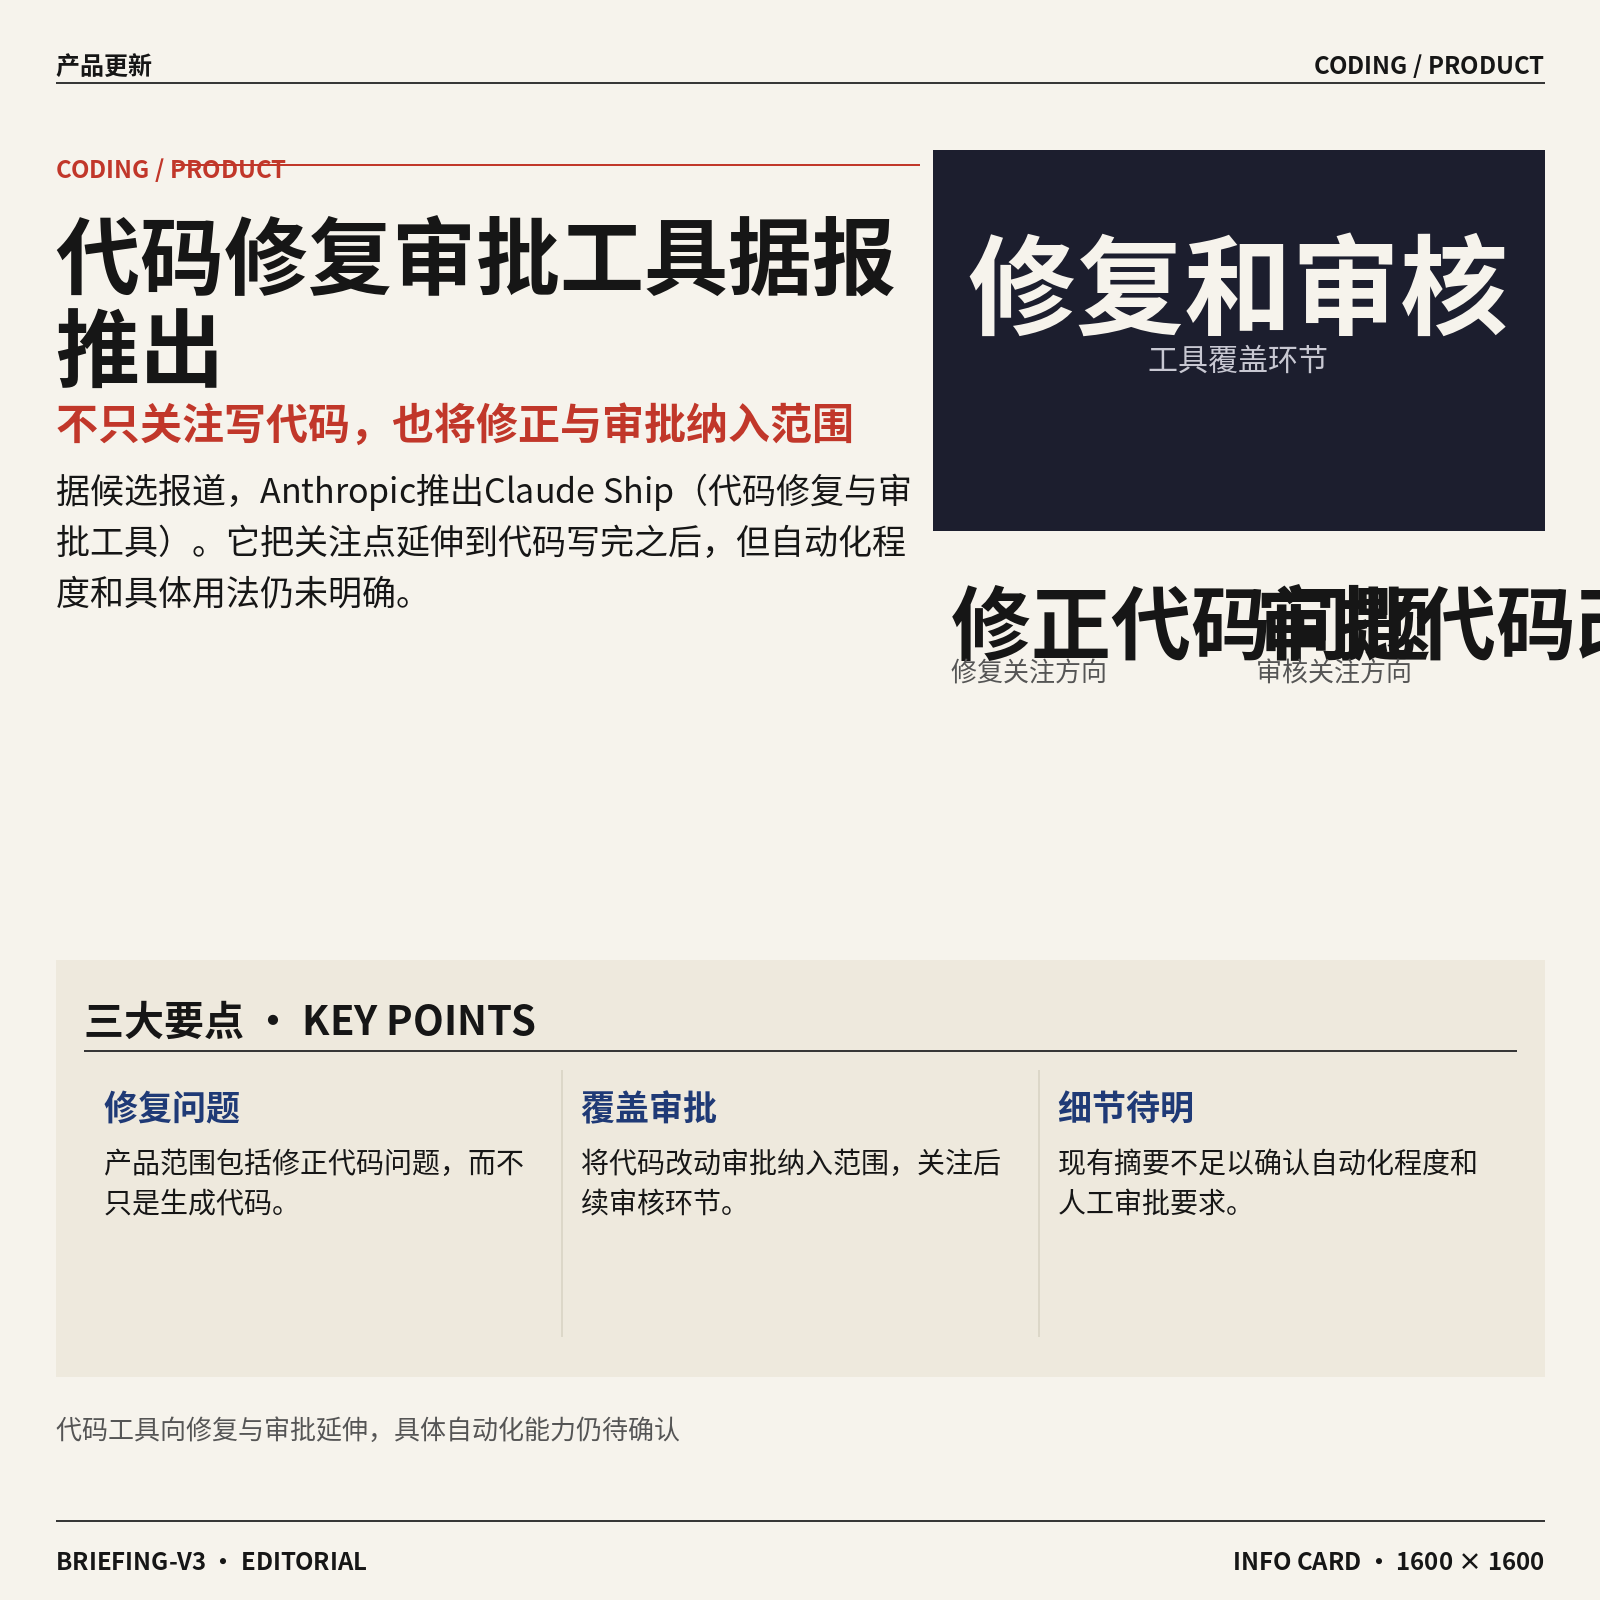 产品更新
CODING / PRODUCT
CODING / PRODUCT
代码修复审批工具据报
推出
不只关注写代码，也将修正与审批纳入范围
据候选报道，Anthropic推出Claude Ship（代码修复与审
批工具）。它把关注点延伸到代码写完之后，但自动化程
度和具体用法仍未明确。
修复和审核
工具覆盖环节
修正代码问题
修复关注方向
审批代码
审核关注方向
三大要点 · KEY POINTS
修复问题
产品范围包括修正代码问题，而不
只是生成代码。
覆盖审批
将代码改动审批纳入范围，关注后
续审核环节。
细节待明
现有摘要不足以确认自动化程度和
人工审批要求。
代码工具向修复与审批延伸，具体自动化能力仍待确认
BRIEFING-V3 · EDITORIAL
INFO CARD · 1600 × 1600